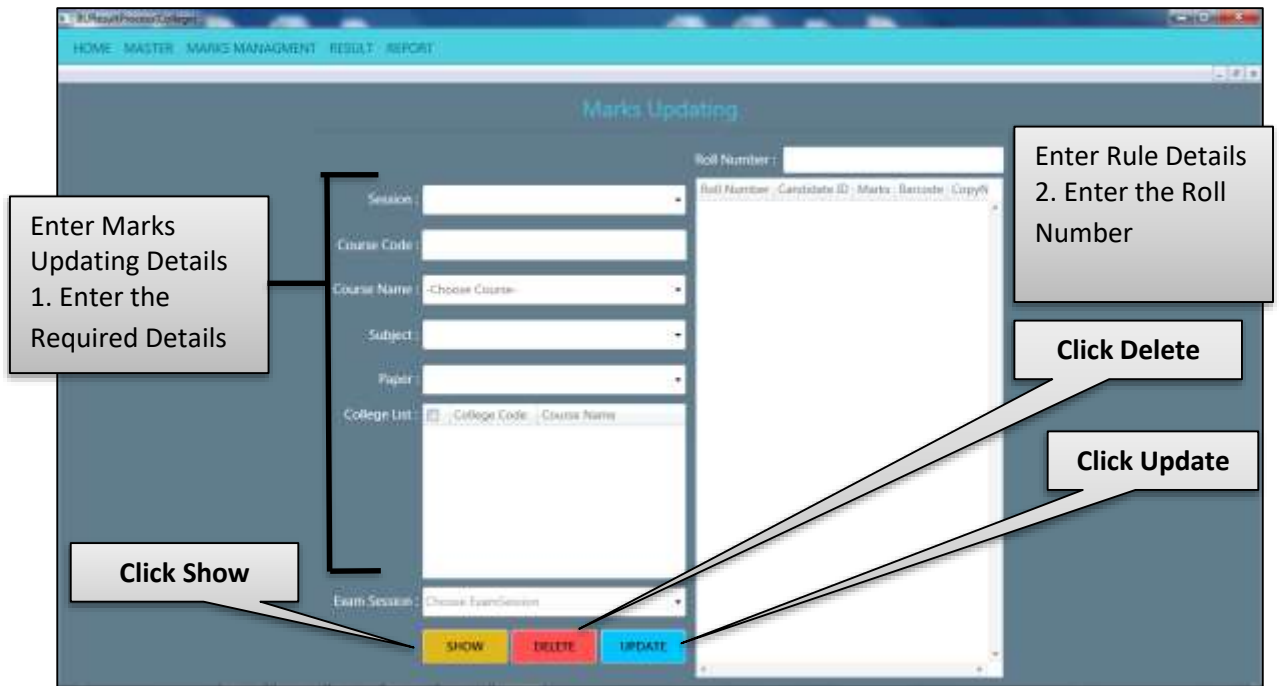 HOME MASTER MARKS MANAGMENT RESULT REPORT
Marks Updating
Roll Number :
Roll Number Candidate ID Marks Barcode CopyN
Session :
Course Code :
Course Name : -Choose Course-
Subject :
Paper :
College List : College Code Course Name
Exam Session : Choose ExamSession
SHOW DELETE UPDATE
Enter Marks
Updating Details
1. Enter the
Required Details
Enter Rule Details
2. Enter the Roll
Number
Click Delete
Click Update
Click Show